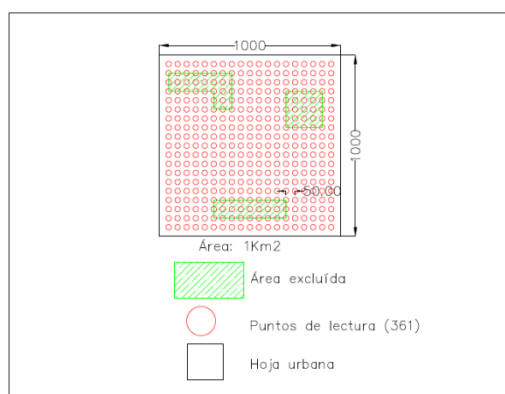 1000
1000
50.00
Área: 1Km2
Área excluída
Puntos de lectura (361)
Hoja urbana